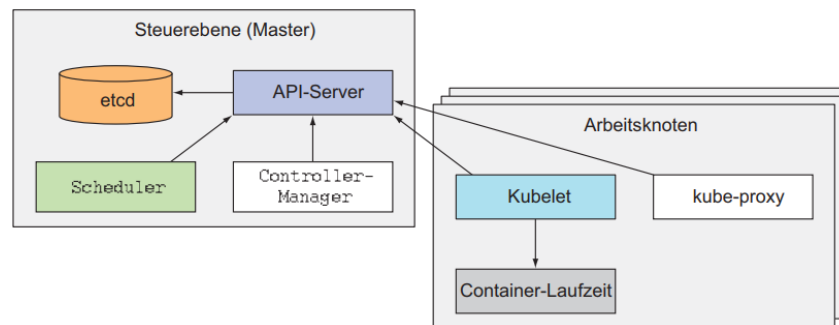 Steuerebene (Master)
etcd
API-Server
Scheduler
Controller-
Manager
Arbeitsknoten
Kubelet
kube-proxy
Container-Laufzeit